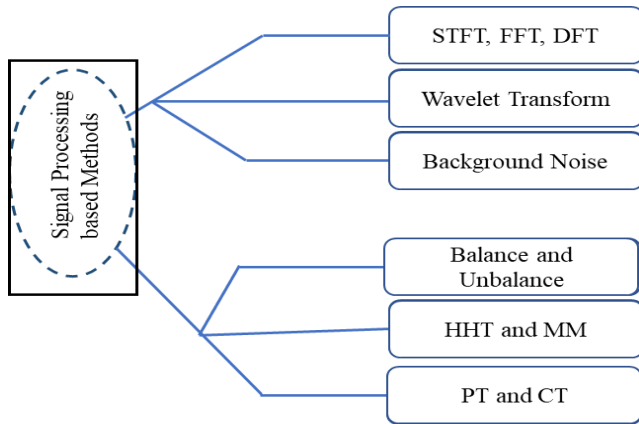 Signal Processing
based Methods
STFT, FFT, DFT
Wavelet Transform
Background Noise
Balance and
Unbalance
HHT and MM
PT and CT